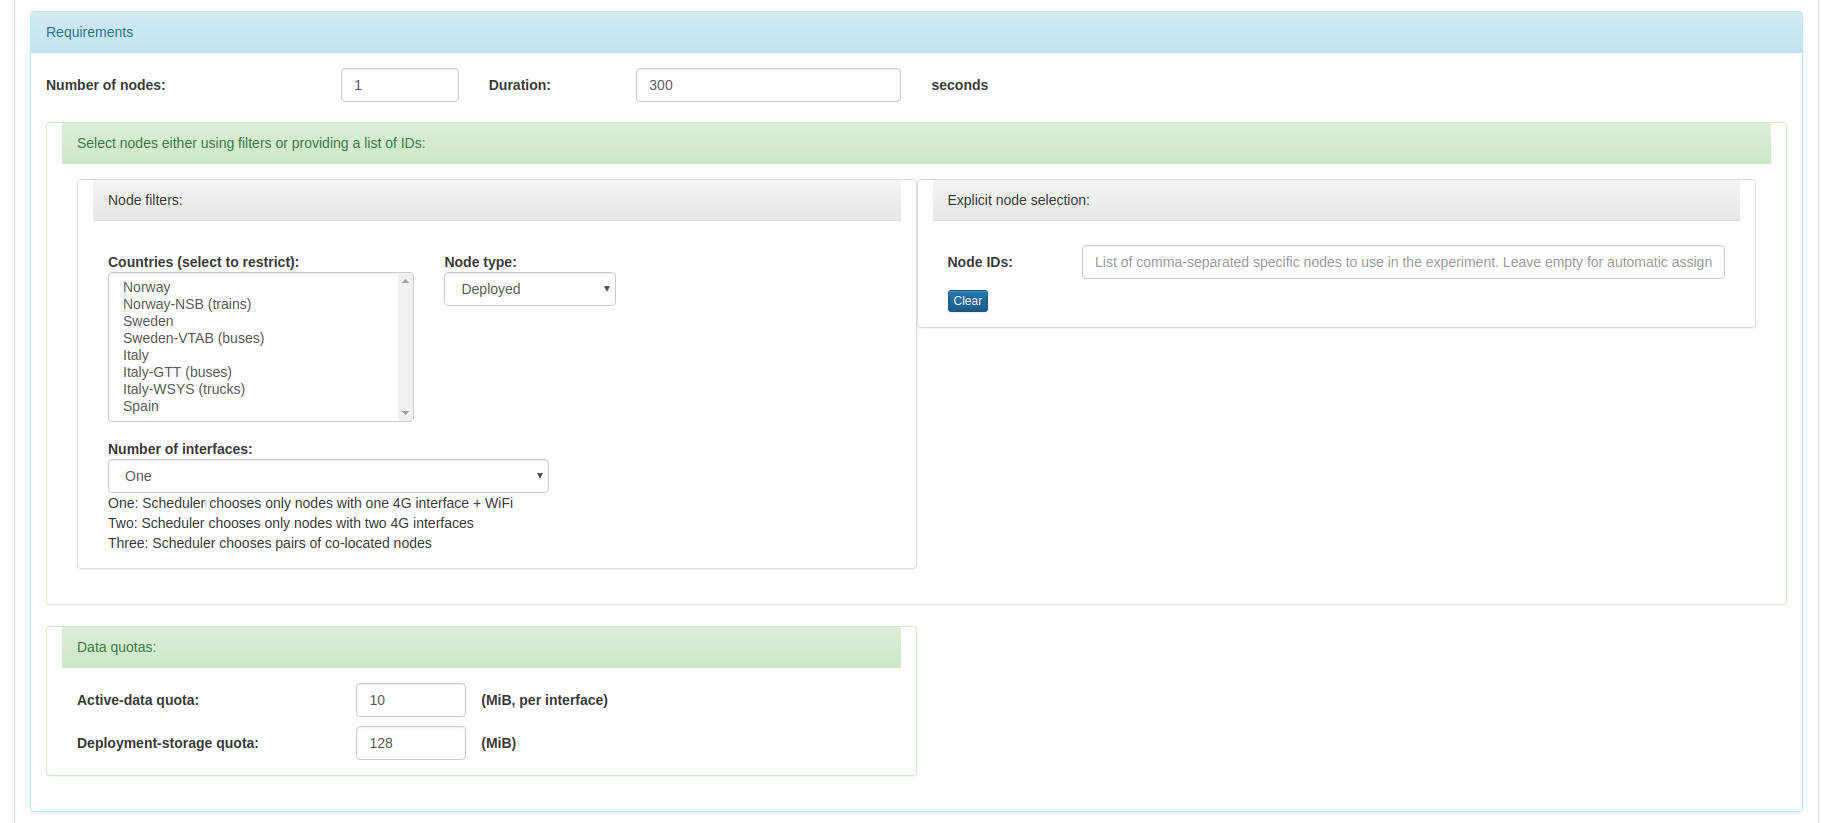 Requirements
Number of nodes: 1 Duration: 300 seconds
Select nodes either using filters or providing a list of IDs:
Node filters:
Countries (select to restrict):
Norway
Norway-NSB (trains)
Sweden
Sweden-VTAB (buses)
Italy
Italy-GTT (buses)
Italy-WSYS (trucks)
Spain
Node type:
Deployed
Number of interfaces:
One
One: Scheduler chooses only nodes with one 4G interface + WiFi
Two: Scheduler chooses only nodes with two 4G interfaces
Three: Scheduler chooses pairs of co-located nodes
Explicit node selection:
Node IDs: List of comma-separated specific nodes to use in the experiment. Leave empty for automatic assign
Clear
Data quotas:
Active-data quota: 10 (MiB, per interface)
Deployment-storage quota: 128 (MiB)